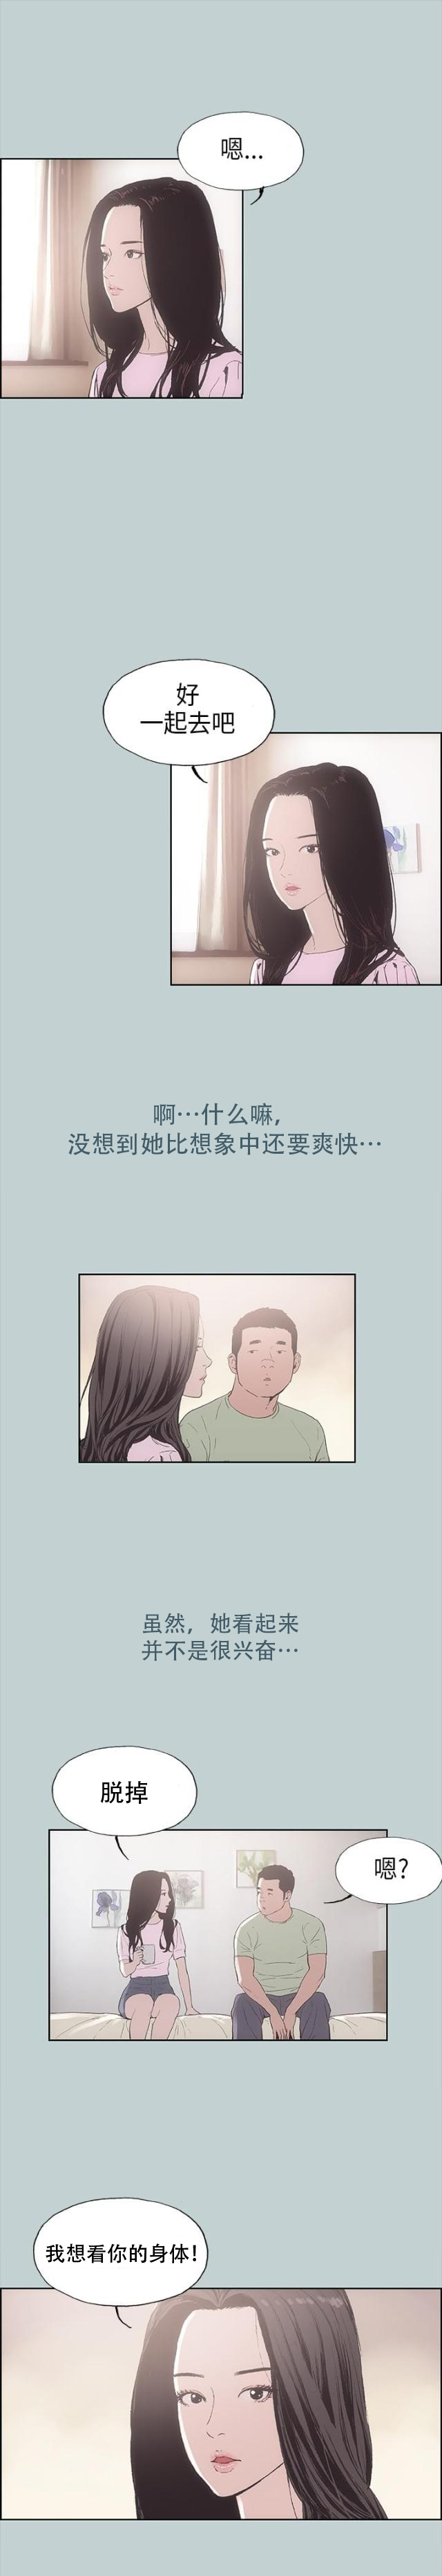 嗯...
好
一起去吧
啊…什么嘛,
没想到她比想象中还要爽快…
虽然, 她看起来
并不是很兴奋…
脱掉
嗯?
我想看你的身体!